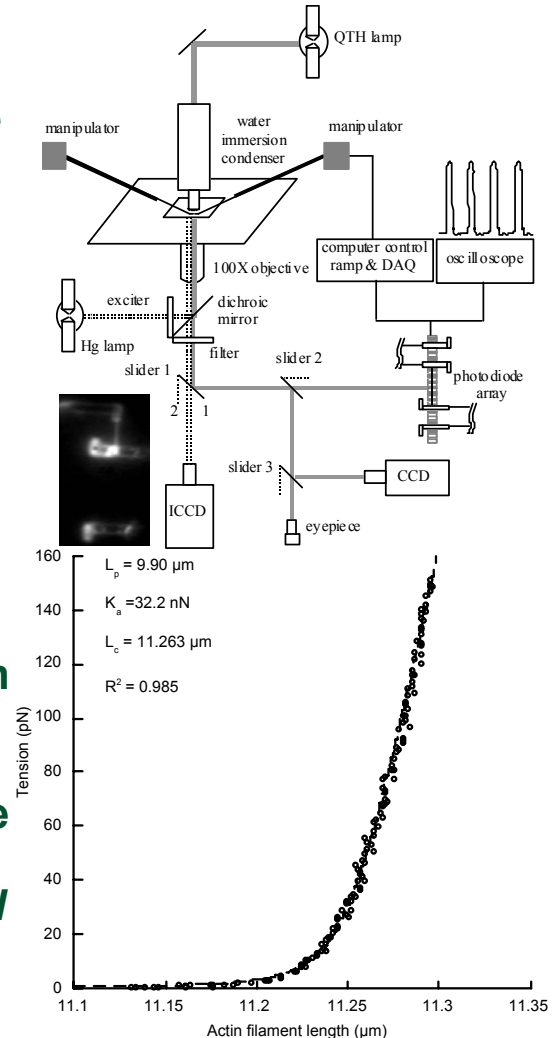 QTH lamp
manipulator
water
immersion
condenser
manipulator
computer control
ramp & DAQ
oscilloscope
100X objective
exciter
dichroic
mirror
Hg lamp
filter
slider 1
slider 2
photodiode
array
2 1
slider 3
CCD
ICCD
eyepiece
L_p = 9.90 µm
K_a =32.2 nN
L_c = 11.263 µm
R² = 0.985
160
140
120
100
80
60
40
20
0
Tension (pN)
11.1 11.15 11.2 11.25 11.3 11.35
Actin filament length (µm)